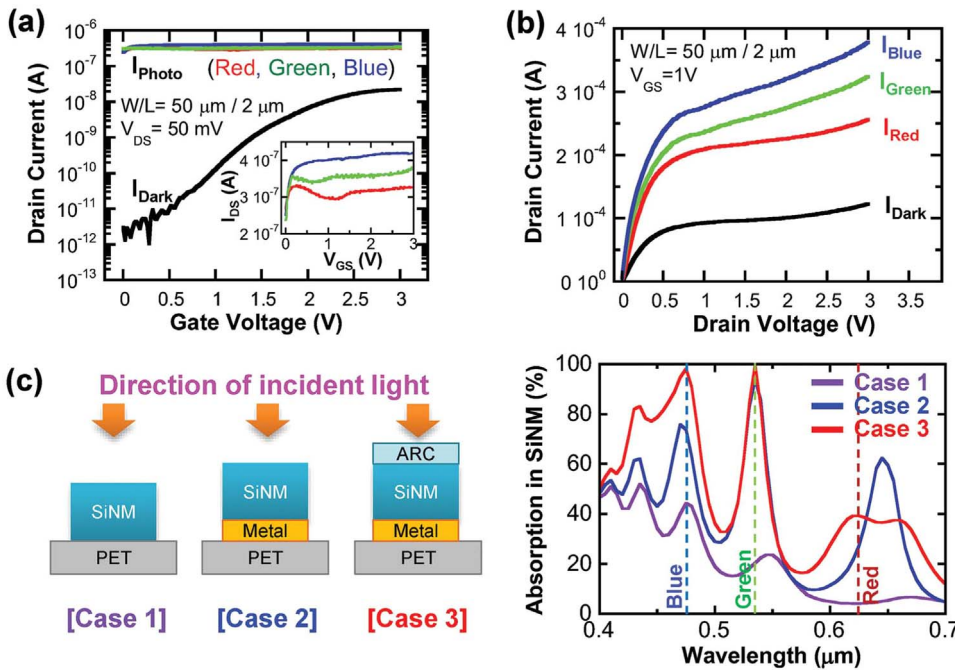 (a)
10⁻⁶
10⁻⁷
10⁻⁸
10⁻⁹
10⁻¹⁰
10⁻¹¹
10⁻¹²
10⁻¹³
Drain Current (A)
I_Photo (Red, Green, Blue)
W/L= 50 μm / 2 μm
V_DS = 50 mV
I_Dark
4 10⁻⁷
3 10⁻⁷
2 10⁻⁷
I_DS (A)
0 1 2 3
V_GS (V)
0 0.5 1 1.5 2 2.5 3
Gate Voltage (V)
(b)
4 10⁻⁴
3 10⁻⁴
2 10⁻⁴
1 10⁻⁴
0 10⁰
Drain Current (A)
W/L= 50 μm / 2 μm
V_GS=1V
I_Blue
I_Green
I_Red
I_Dark
0 0.5 1 1.5 2 2.5 3 3.5
Drain Voltage (V)
(c)
Direction of incident light
SiNM
PET
SiNM
Metal
PET
ARC
SiNM
Metal
PET
[Case 1] [Case 2] [Case 3]
100
80
60
40
20
0
Absorption in SiNM (%)
Case 1
Case 2
Case 3
Blue
Green
Red
0.4 0.5 0.6 0.7
Wavelength (μm)